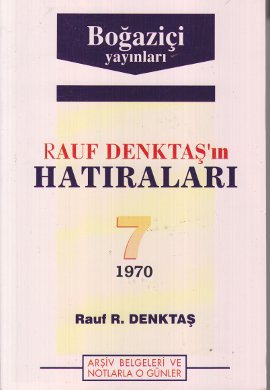 Boğaziçi
yayınları
RAUF DENKTAŞ'ın
HATIRALARI
7
1970
Rauf R. DENKTAŞ
ARŞİV BELGELERİ VE
NOTLARLA O GÜNLER